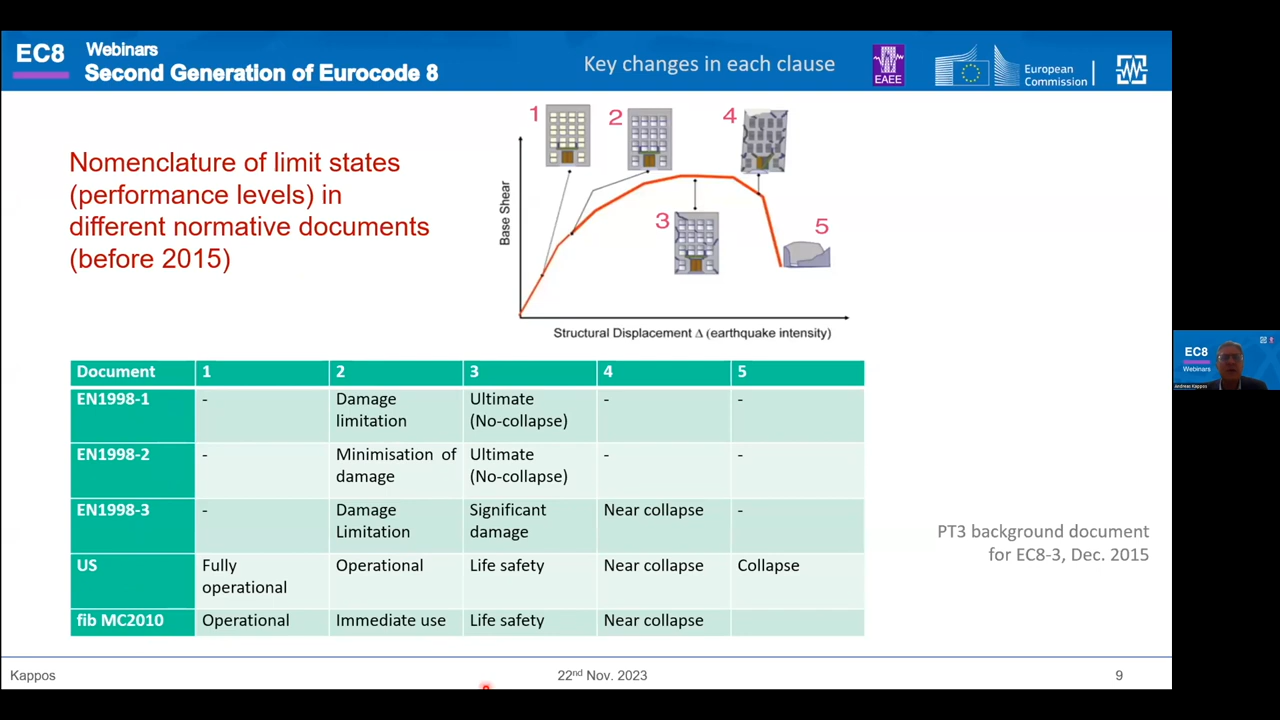 EC8
Webinars
Second Generation of Eurocode 8
Key changes in each clause
EAEE
European
Commission
Nomenclature of limit states
(performance levels) in
different normative documents
(before 2015)
1
2
4
3
5
Base Shear
Structural Displacement Δ (earthquake intensity)
Document 1 2 3 4 5
EN1998-1 - Damage limitation Ultimate (No-collapse) - -
EN1998-2 - Minimisation of damage Ultimate (No-collapse) - -
EN1998-3 - Damage Limitation Significant damage Near collapse -
US Fully operational Operational Life safety Near collapse Collapse
fib MC2010 Operational Immediate use Life safety Near collapse
PT3 background document
for EC8-3, Dec. 2015
Kappos
22nd Nov. 2023
9
EC8
Webinars
Andreas Kappos